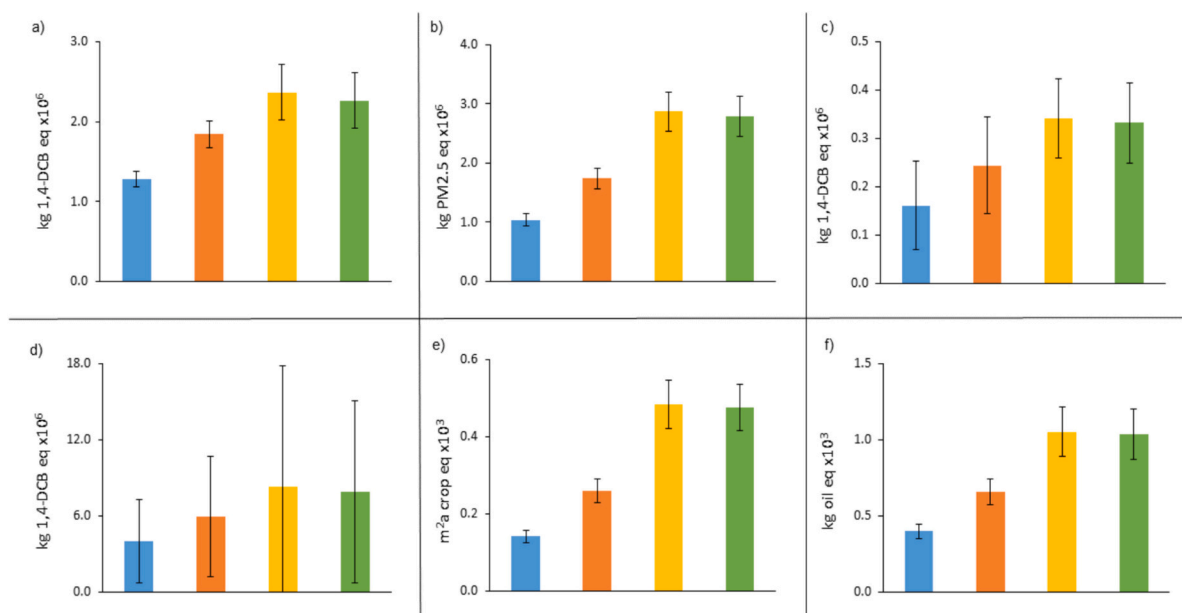 a)
kg 1,4-DCB eq x10⁶
3.0
2.0
1.0
0.0
b)
kg PM2.5 eq x10⁶
4.0
3.0
2.0
1.0
0.0
c)
kg 1,4-DCB eq x10⁶
0.5
0.4
0.3
0.2
0.1
0.0
d)
kg 1,4-DCB eq x10⁶
18.0
12.0
6.0
0.0
e)
m²a crop eq x10³
0.6
0.4
0.2
0.0
f)
kg oil eq x10³
1.5
1.0
0.5
0.0